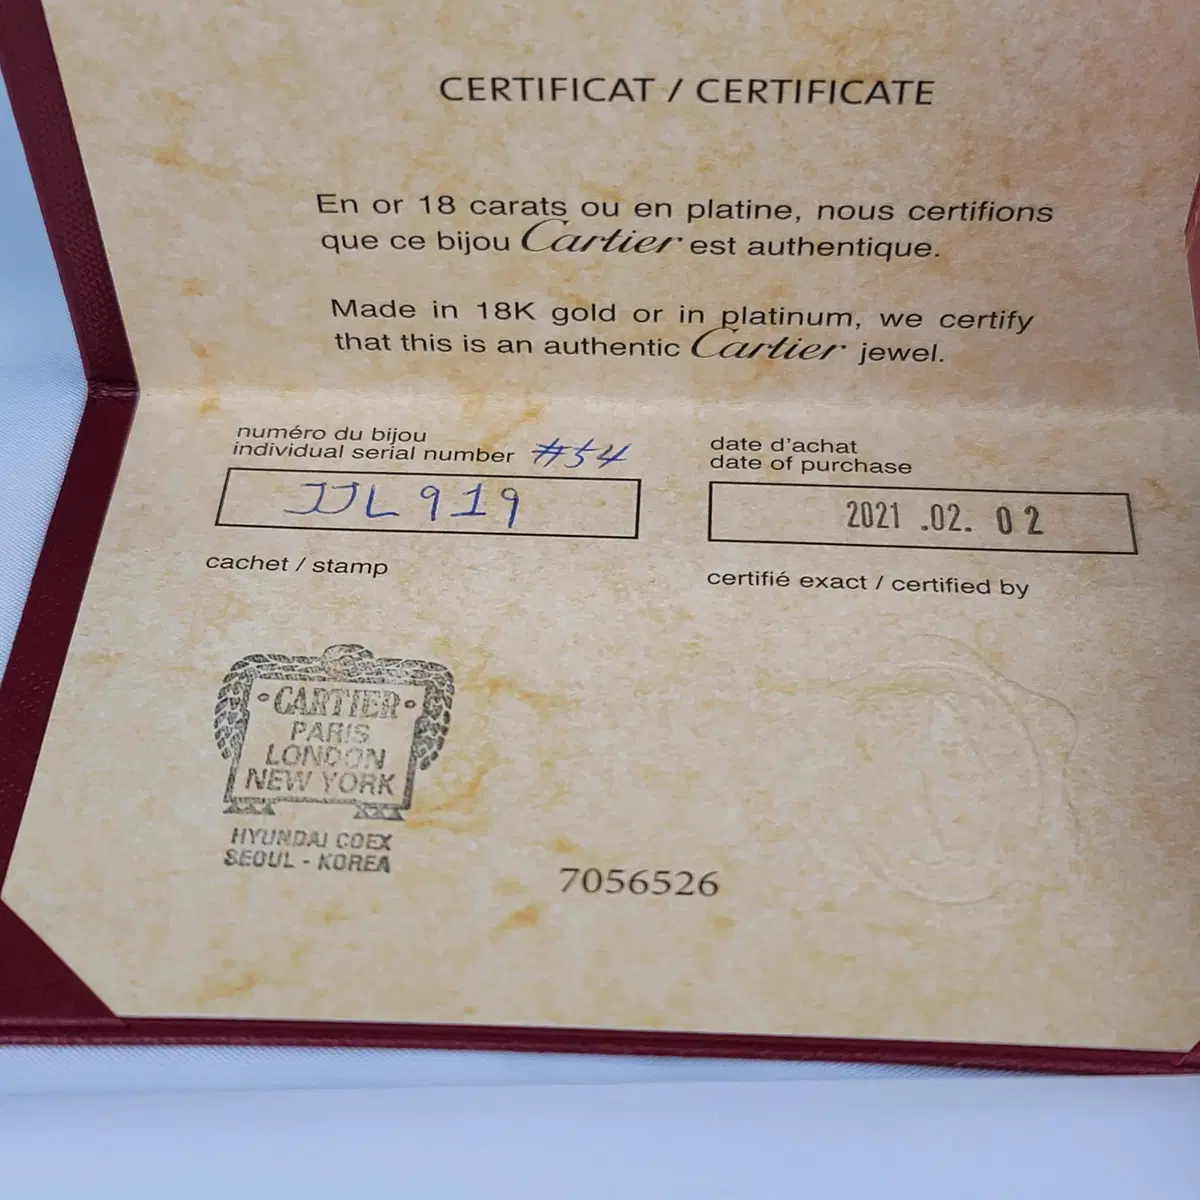 CERTIFICAT / CERTIFICATE
En or 18 carats ou en platine, nous certifions
que ce bijou Cartier est authentique.
Made in 18K gold or in platinum, we certify
that this is an authentic Cartier jewel.
numéro du bijou
individual serial number #54
JJL919
date d'achat
date of purchase
2021 .02. 02
cachet / stamp
certifié exact / certified by
CARTIER
PARIS
LONDON
NEW YORK
HYUNDAI COEX
SEOUL - KOREA
7056526